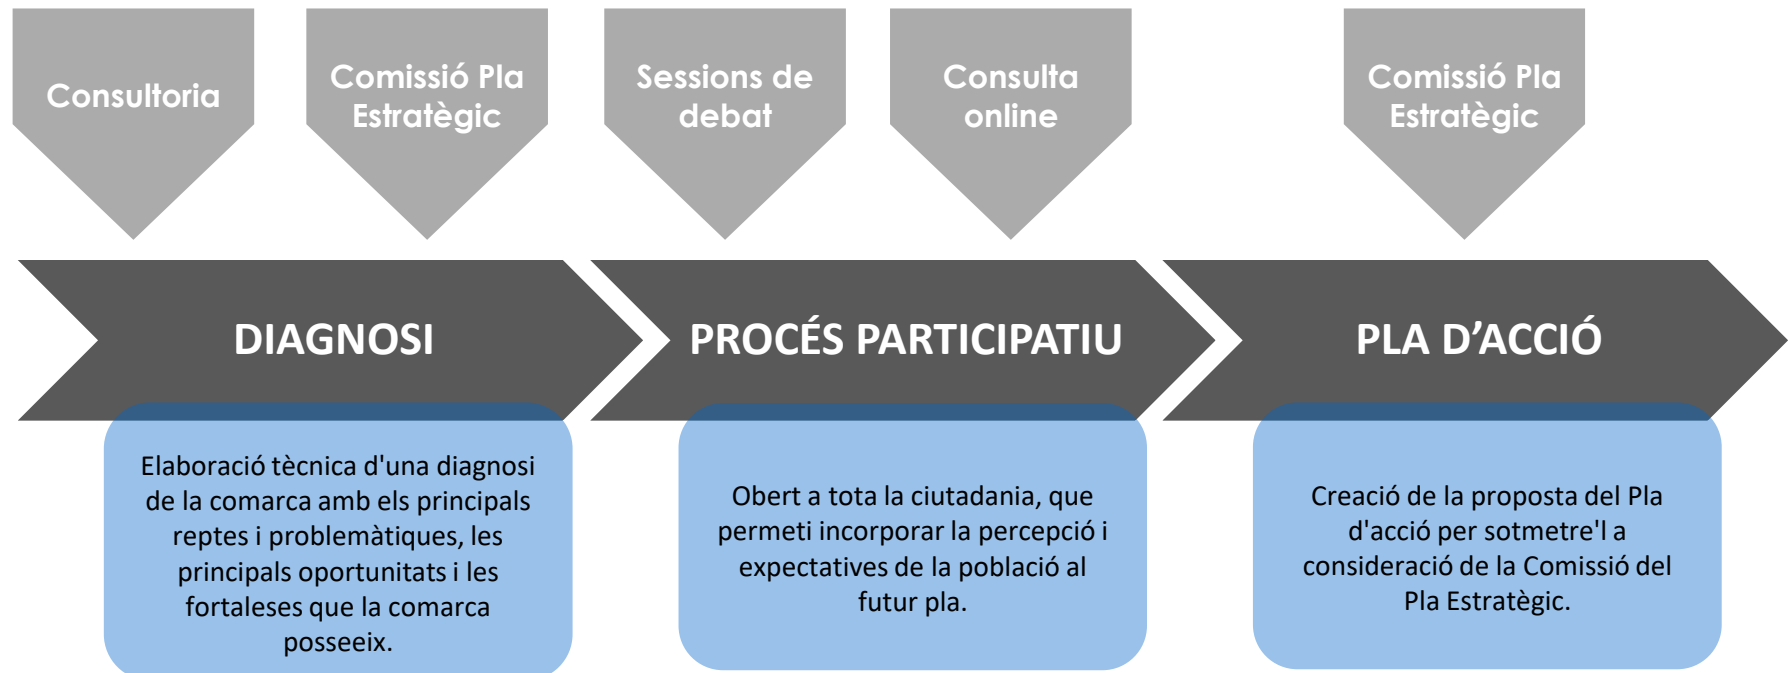 Consultoria
Comissió Pla
Estratègic
Sessions de
debat
Consulta
online
Comissió Pla
Estratègic
DIAGNOSI
PROCÉS PARTICIPATIU
PLA D’ACCIÓ
Elaboració tècnica d'una diagnosi
de la comarca amb els principals
reptes i problemàtiques, les
principals oportunitats i les
fortaleses que la comarca
posseeix.
Obert a tota la ciutadania, que
permeti incorporar la percepció i
expectatives de la població al
futur pla.
Creació de la proposta del Pla
d'acció per sotmetre'l a
consideració de la Comissió del
Pla Estratègic.